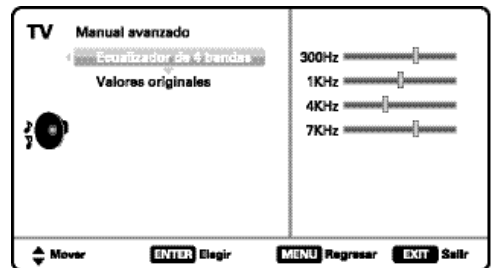 TV Manual avanzado
Ecualizador de 4 bandas
Valores originales
300Hz
1KHz
4KHz
7KHz
Mover ENTER Elegir MENU Regresar EXIT Salir